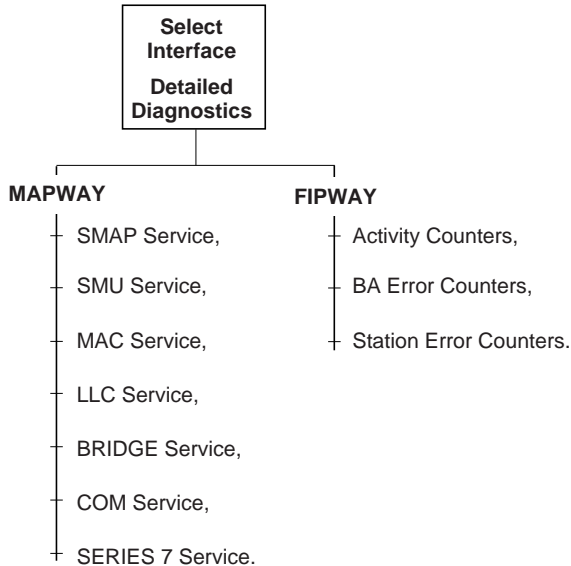 Select
Interface
Detailed
Diagnostics
MAPWAY
SMAP Service,
SMU Service,
MAC Service,
LLC Service,
BRIDGE Service,
COM Service,
SERIES 7 Service.
FIPWAY
Activity Counters,
BA Error Counters,
Station Error Counters.